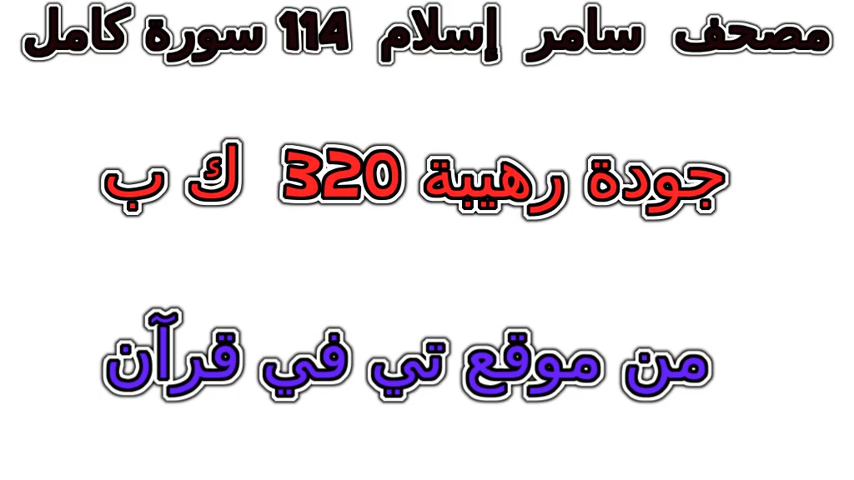 مصحف سامر إسلام 114 سورة كامل
جودة رهيبة 320 ك ب
من موقع تي في قرآن